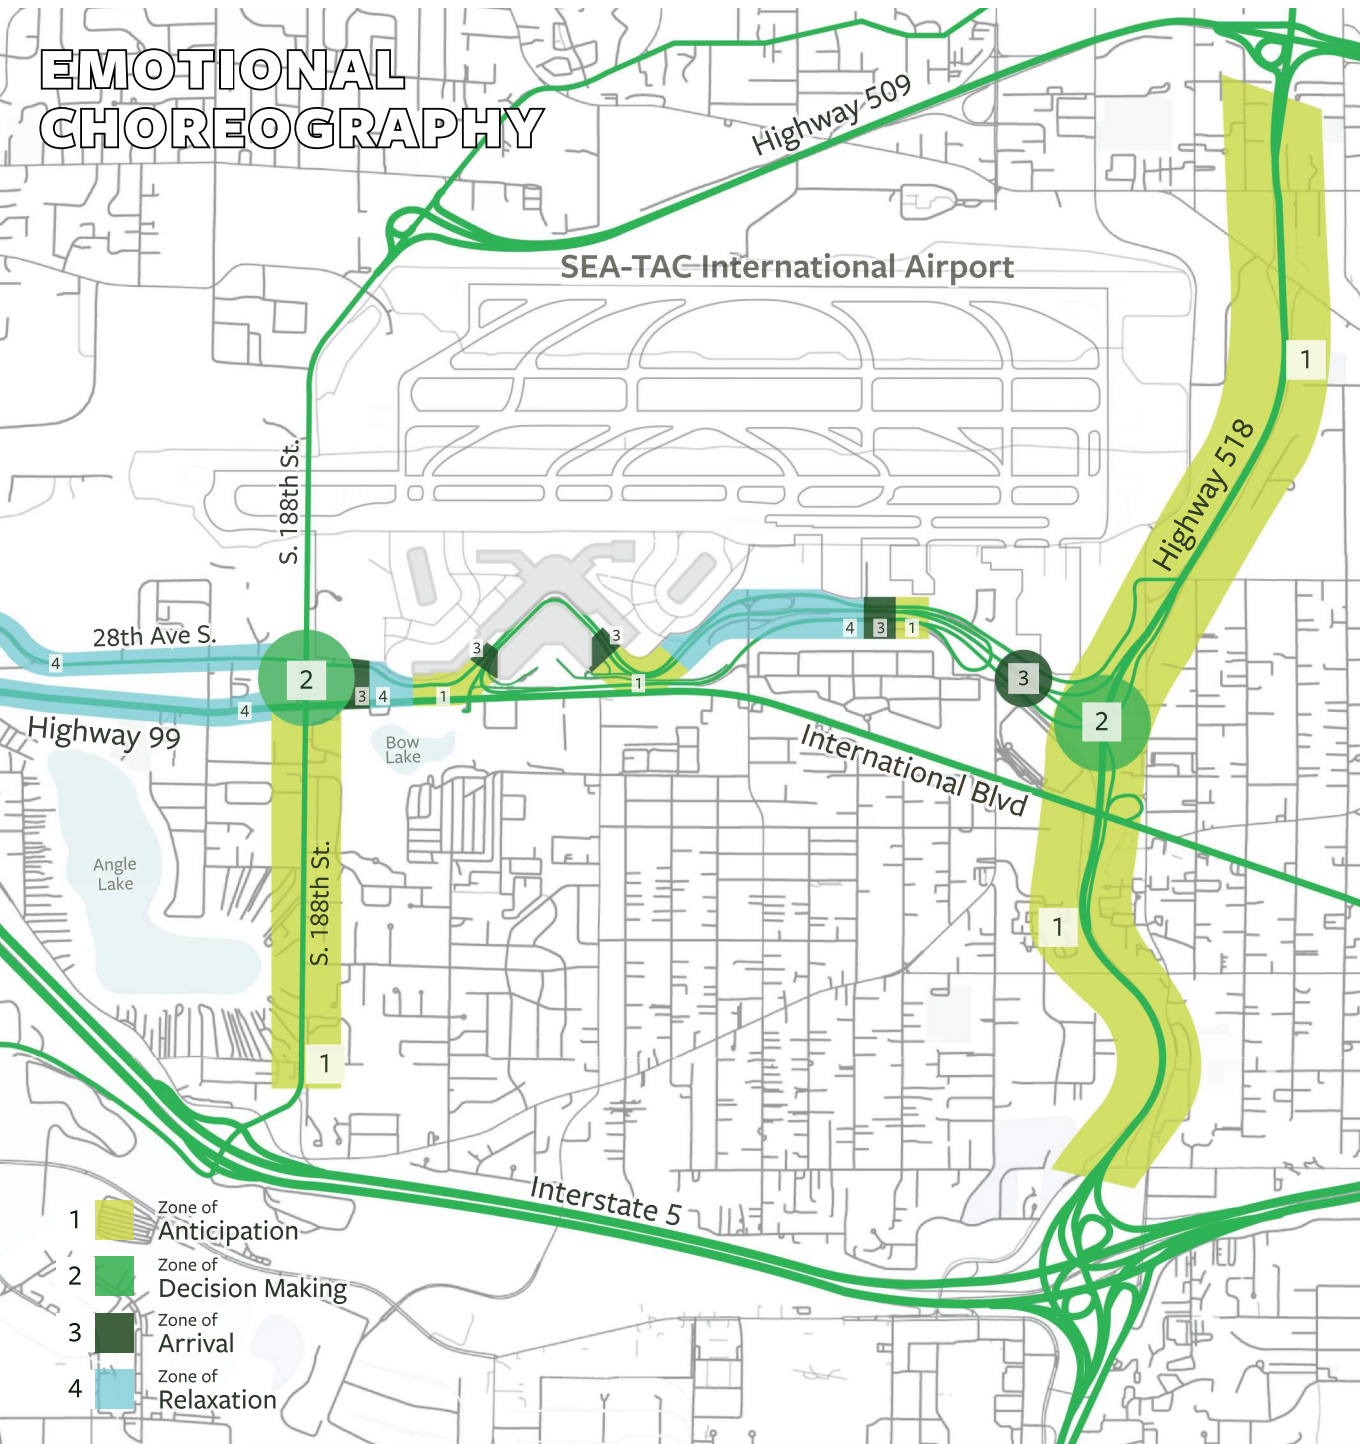 EMOTIONAL
CHOREOGRAPHY
Highway 509
SEA-TAC International Airport
1
Highway 518
S. 188th St.
28th Ave S.
4
2
3
4
4
Highway 99
1
3
3
1
4
3
1
3
2
Bow
Lake
International Blvd
Angle
Lake
S. 188th St.
1
1
Interstate 5
1
Zone of
Anticipation
2
Zone of
Decision Making
3
Zone of
Arrival
4
Zone of
Relaxation